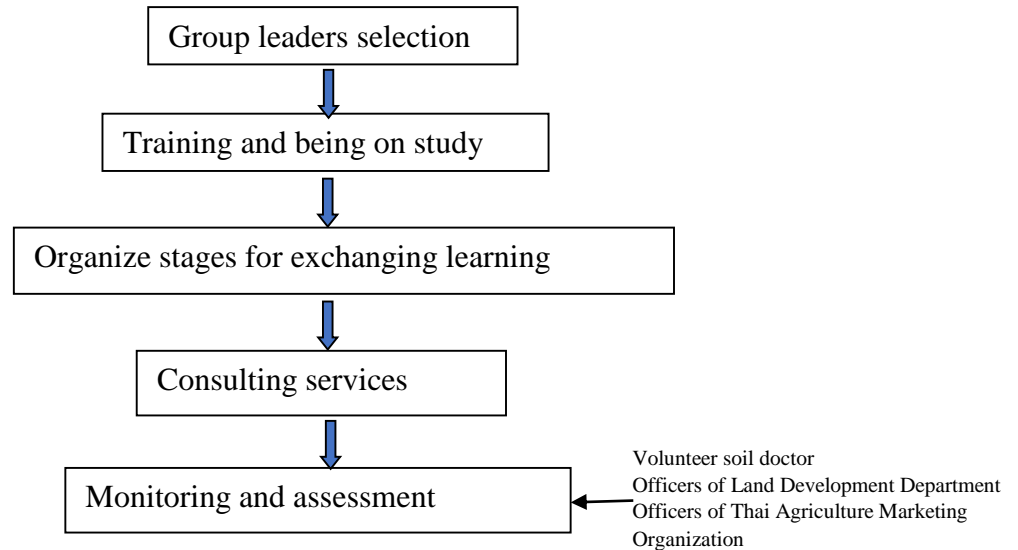 Group leaders selection
Training and being on study
Organize stages for exchanging learning
Consulting services
Monitoring and assessment
Volunteer soil doctor
Officers of Land Development Department
Officers of Thai Agriculture Marketing
Organization